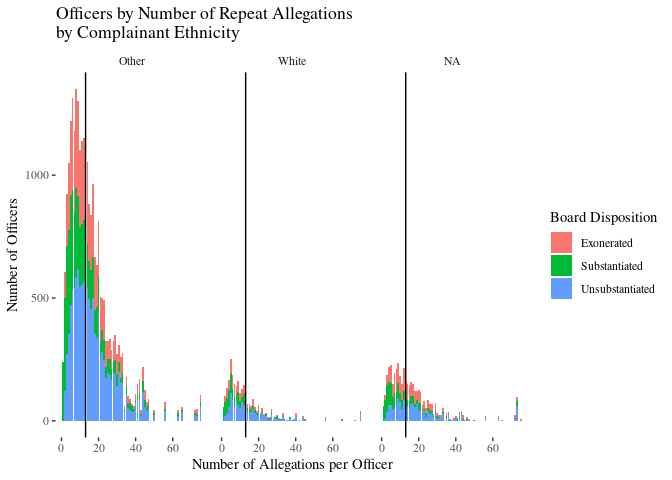 Officers by Number of Repeat Allegations
by Complainant Ethnicity
Other
White
NA
1000
500
0
Number of Officers
0 20 40 60
0 20 40 60
0 20 40 60
Number of Allegations per Officer
Board Disposition
Exonerated
Substantiated
Unsubstantiated